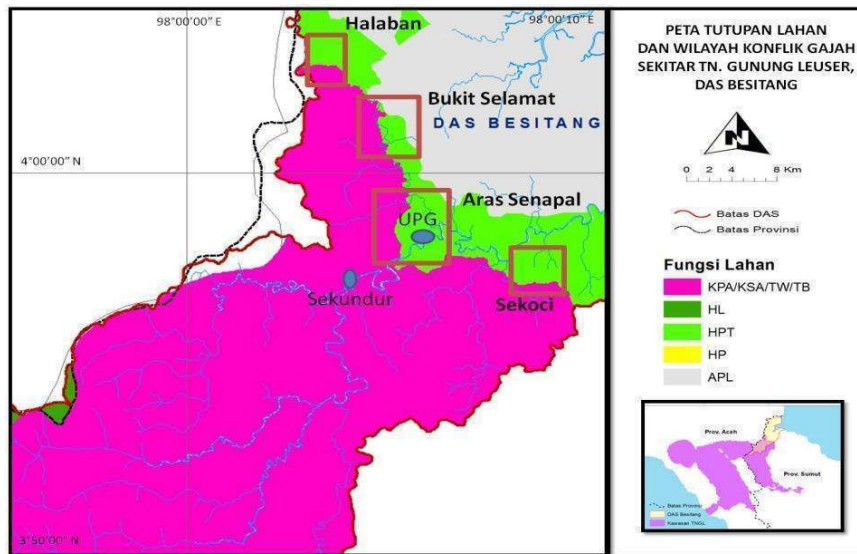 98°00'00" E
98°00'10" E
Halaban
Bukit Selamat
DAS BESITANG
4°00'00" N
Aras Senapal
UPG
Sekundur
Sekoci
3°50'00" N
PETA TUTUPAN LAHAN
DAN WILAYAH KONFLIK GAJAH
SEKITAR TN. GUNUNG LEUSER,
DAS BESITANG
N
0 2 4 8 Km
Batas DAS
Batas Provinsi
Fungsi Lahan
KPA/KSA/TW/TB
HL
HPT
HP
APL
Prov. Aceh
Prov. Sumut
Batas Provinsi
DAS Besitang
Kawasan TNGL